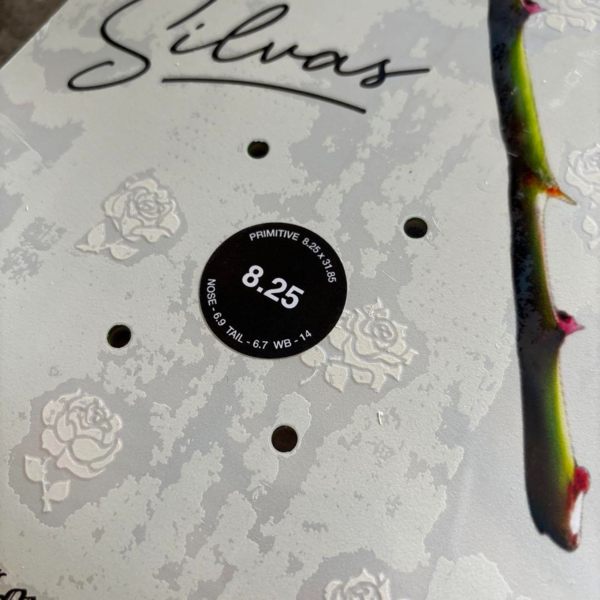 Silvas
PRIMITIVE 8.25 x 31.85
8.25
NOSE - 6.9 TAIL - 6.7 WB - 14